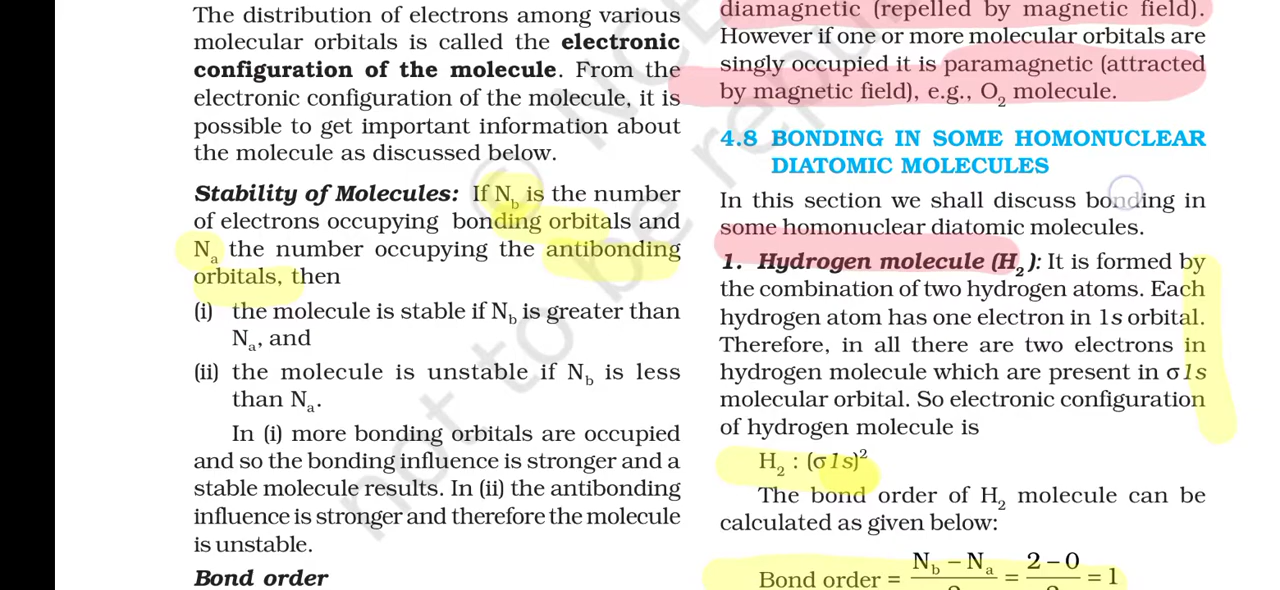 The distribution of electrons among various
molecular orbitals is called the electronic
configuration of the molecule. From the
electronic configuration of the molecule, it is
possible to get important information about
the molecule as discussed below.
Stability of Molecules: If N_b is the number
of electrons occupying bonding orbitals and
N_a the number occupying the antibonding
orbitals, then
(i) the molecule is stable if N_b is greater than
N_a, and
(ii) the molecule is unstable if N_b is less
than N_a.
In (i) more bonding orbitals are occupied
and so the bonding influence is stronger and a
stable molecule results. In (ii) the antibonding
influence is stronger and therefore the molecule
is unstable.
Bond order
diamagnetic (repelled by magnetic field).
However if one or more molecular orbitals are
singly occupied it is paramagnetic (attracted
by magnetic field), e.g., O₂ molecule.
4.8 BONDING IN SOME HOMONUCLEAR
DIATOMIC MOLECULES
In this section we shall discuss bonding in
some homonuclear diatomic molecules.
1. Hydrogen molecule (H₂): It is formed by
the combination of two hydrogen atoms. Each
hydrogen atom has one electron in 1s orbital.
Therefore, in all there are two electrons in
hydrogen molecule which are present in σ1s
molecular orbital. So electronic configuration
of hydrogen molecule is
H₂ : (σ1s)²
The bond order of H₂ molecule can be
calculated as given below:
N_b − N_a 2 − 0
Bond order = = = 1
not to be